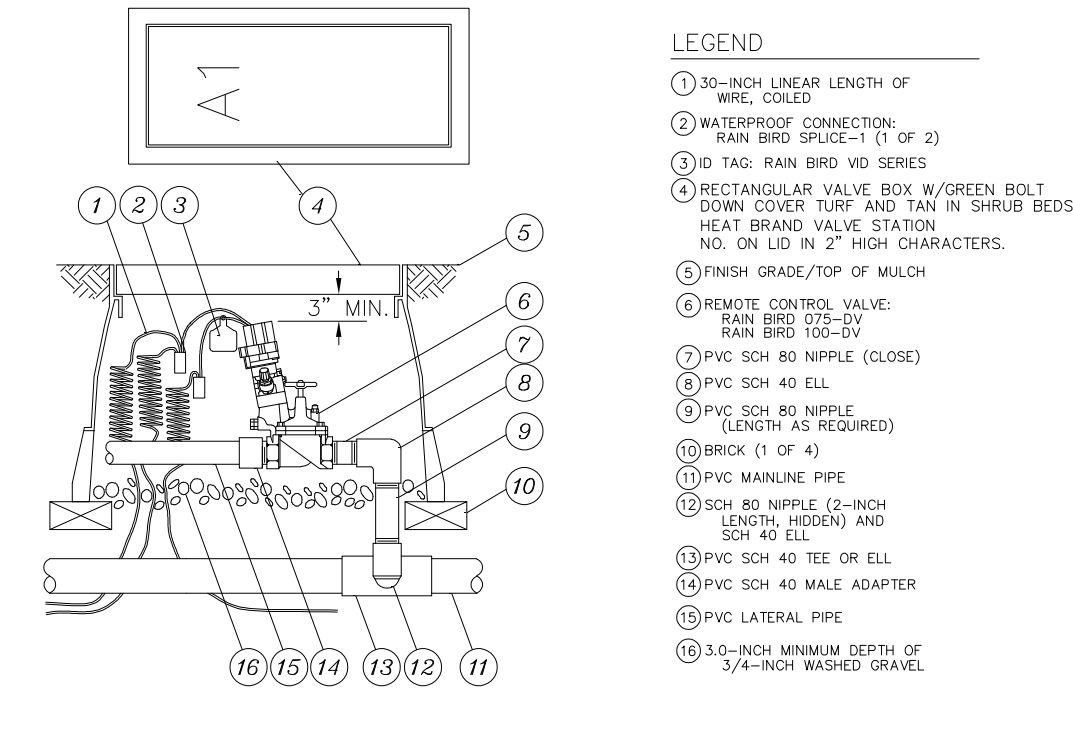 A1
1
2
3
4
5
3” MIN.
6
7
8
9
10
16
15
14
13
12
11
LEGEND
1 30-INCH LINEAR LENGTH OF
WIRE, COILED
2 WATERPROOF CONNECTION:
RAIN BIRD SPLICE-1 (1 OF 2)
3 ID TAG: RAIN BIRD VID SERIES
4 RECTANGULAR VALVE BOX W/GREEN BOLT
DOWN COVER TURF AND TAN IN SHRUB BEDS
HEAT BRAND VALVE STATION
NO. ON LID IN 2” HIGH CHARACTERS.
5 FINISH GRADE/TOP OF MULCH
6 REMOTE CONTROL VALVE:
RAIN BIRD 075-DV
RAIN BIRD 100-DV
7 PVC SCH 80 NIPPLE (CLOSE)
8 PVC SCH 40 ELL
9 PVC SCH 80 NIPPLE
(LENGTH AS REQUIRED)
10 BRICK (1 OF 4)
11 PVC MAINLINE PIPE
12 SCH 80 NIPPLE (2-INCH
LENGTH, HIDDEN) AND
SCH 40 ELL
13 PVC SCH 40 TEE OR ELL
14 PVC SCH 40 MALE ADAPTER
15 PVC LATERAL PIPE
16 3.0-INCH MINIMUM DEPTH OF
3/4-INCH WASHED GRAVEL